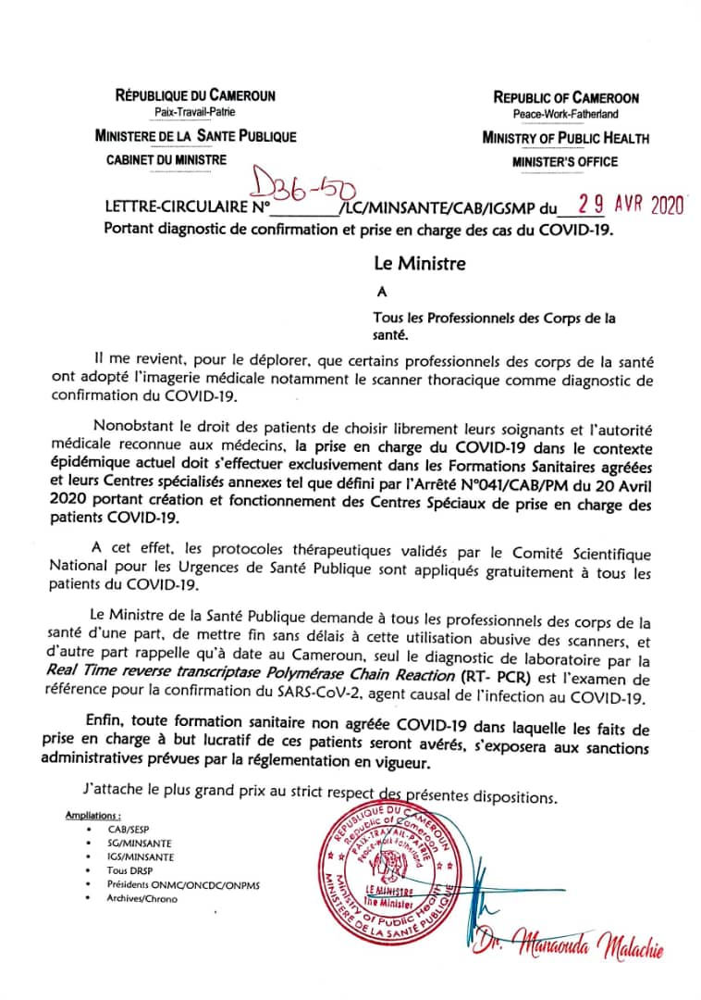 RÉPUBLIQUE DU CAMEROUN
Paix-Travail-Patrie
MINISTERE DE LA SANTE PUBLIQUE
CABINET DU MINISTRE
REPUBLIC OF CAMEROON
Peace-Work-Fatherland
MINISTRY OF PUBLIC HEALTH
MINISTER'S OFFICE
D36-50
LETTRE-CIRCULAIRE N°________/LC/MINSANTE/CAB/IGSMP du 29 AVR 2020
Portant diagnostic de confirmation et prise en charge des cas du COVID-19.
Le Ministre
A
Tous les Professionnels des Corps de la
santé.
Il me revient, pour le déplorer, que certains professionnels des corps de la santé
ont adopté l'imagerie médicale notamment le scanner thoracique comme diagnostic de
confirmation du COVID-19.
Nonobstant le droit des patients de choisir librement leurs soignants et l'autorité
médicale reconnue aux médecins, la prise en charge du COVID-19 dans le contexte
épidémique actuel doit s'effectuer exclusivement dans les Formations Sanitaires agréées
et leurs Centres spécialisés annexes tel que défini par l'Arrêté N°041/CAB/PM du 20 Avril
2020 portant création et fonctionnement des Centres Spéciaux de prise en charge des
patients COVID-19.
A cet effet, les protocoles thérapeutiques validés par le Comité Scientifique
National pour les Urgences de Santé Publique sont appliqués gratuitement à tous les
patients du COVID-19.
Le Ministre de la Santé Publique demande à tous les professionnels des corps de la
santé d'une part, de mettre fin sans délais à cette utilisation abusive des scanners, et
d'autre part rappelle qu'à date au Cameroun, seul le diagnostic de laboratoire par la
Real Time reverse transcriptase Polymérase Chain Reaction (RT- PCR) est l'examen de
référence pour la confirmation du SARS-CoV-2, agent causal de l'infection au COVID-19.
Enfin, toute formation sanitaire non agréée COVID-19 dans laquelle les faits de
prise en charge à but lucratif de ces patients seront avérés, s'exposera aux sanctions
administratives prévues par la réglementation en vigueur.
J'attache le plus grand prix au strict respect des présentes dispositions.
Ampliations :
• CAB/SESP
• SG/MINSANTE
• IGS/MINSANTE
• Tous DRSP
• Présidents ONMC/ONCDC/ONPMS
• Archives/Chrono
RÉPUBLIQUE DU CAMEROUN
Republic of Cameroon
PAIX-TRAVAIL-PATRIE
Peace-Work-Fatherland
LE MINISTRE
The Minister
Ministry of Public Health
MINISTERE DE LA SANTÉ PUBLIQUE
Dr. Manaouda Malachie